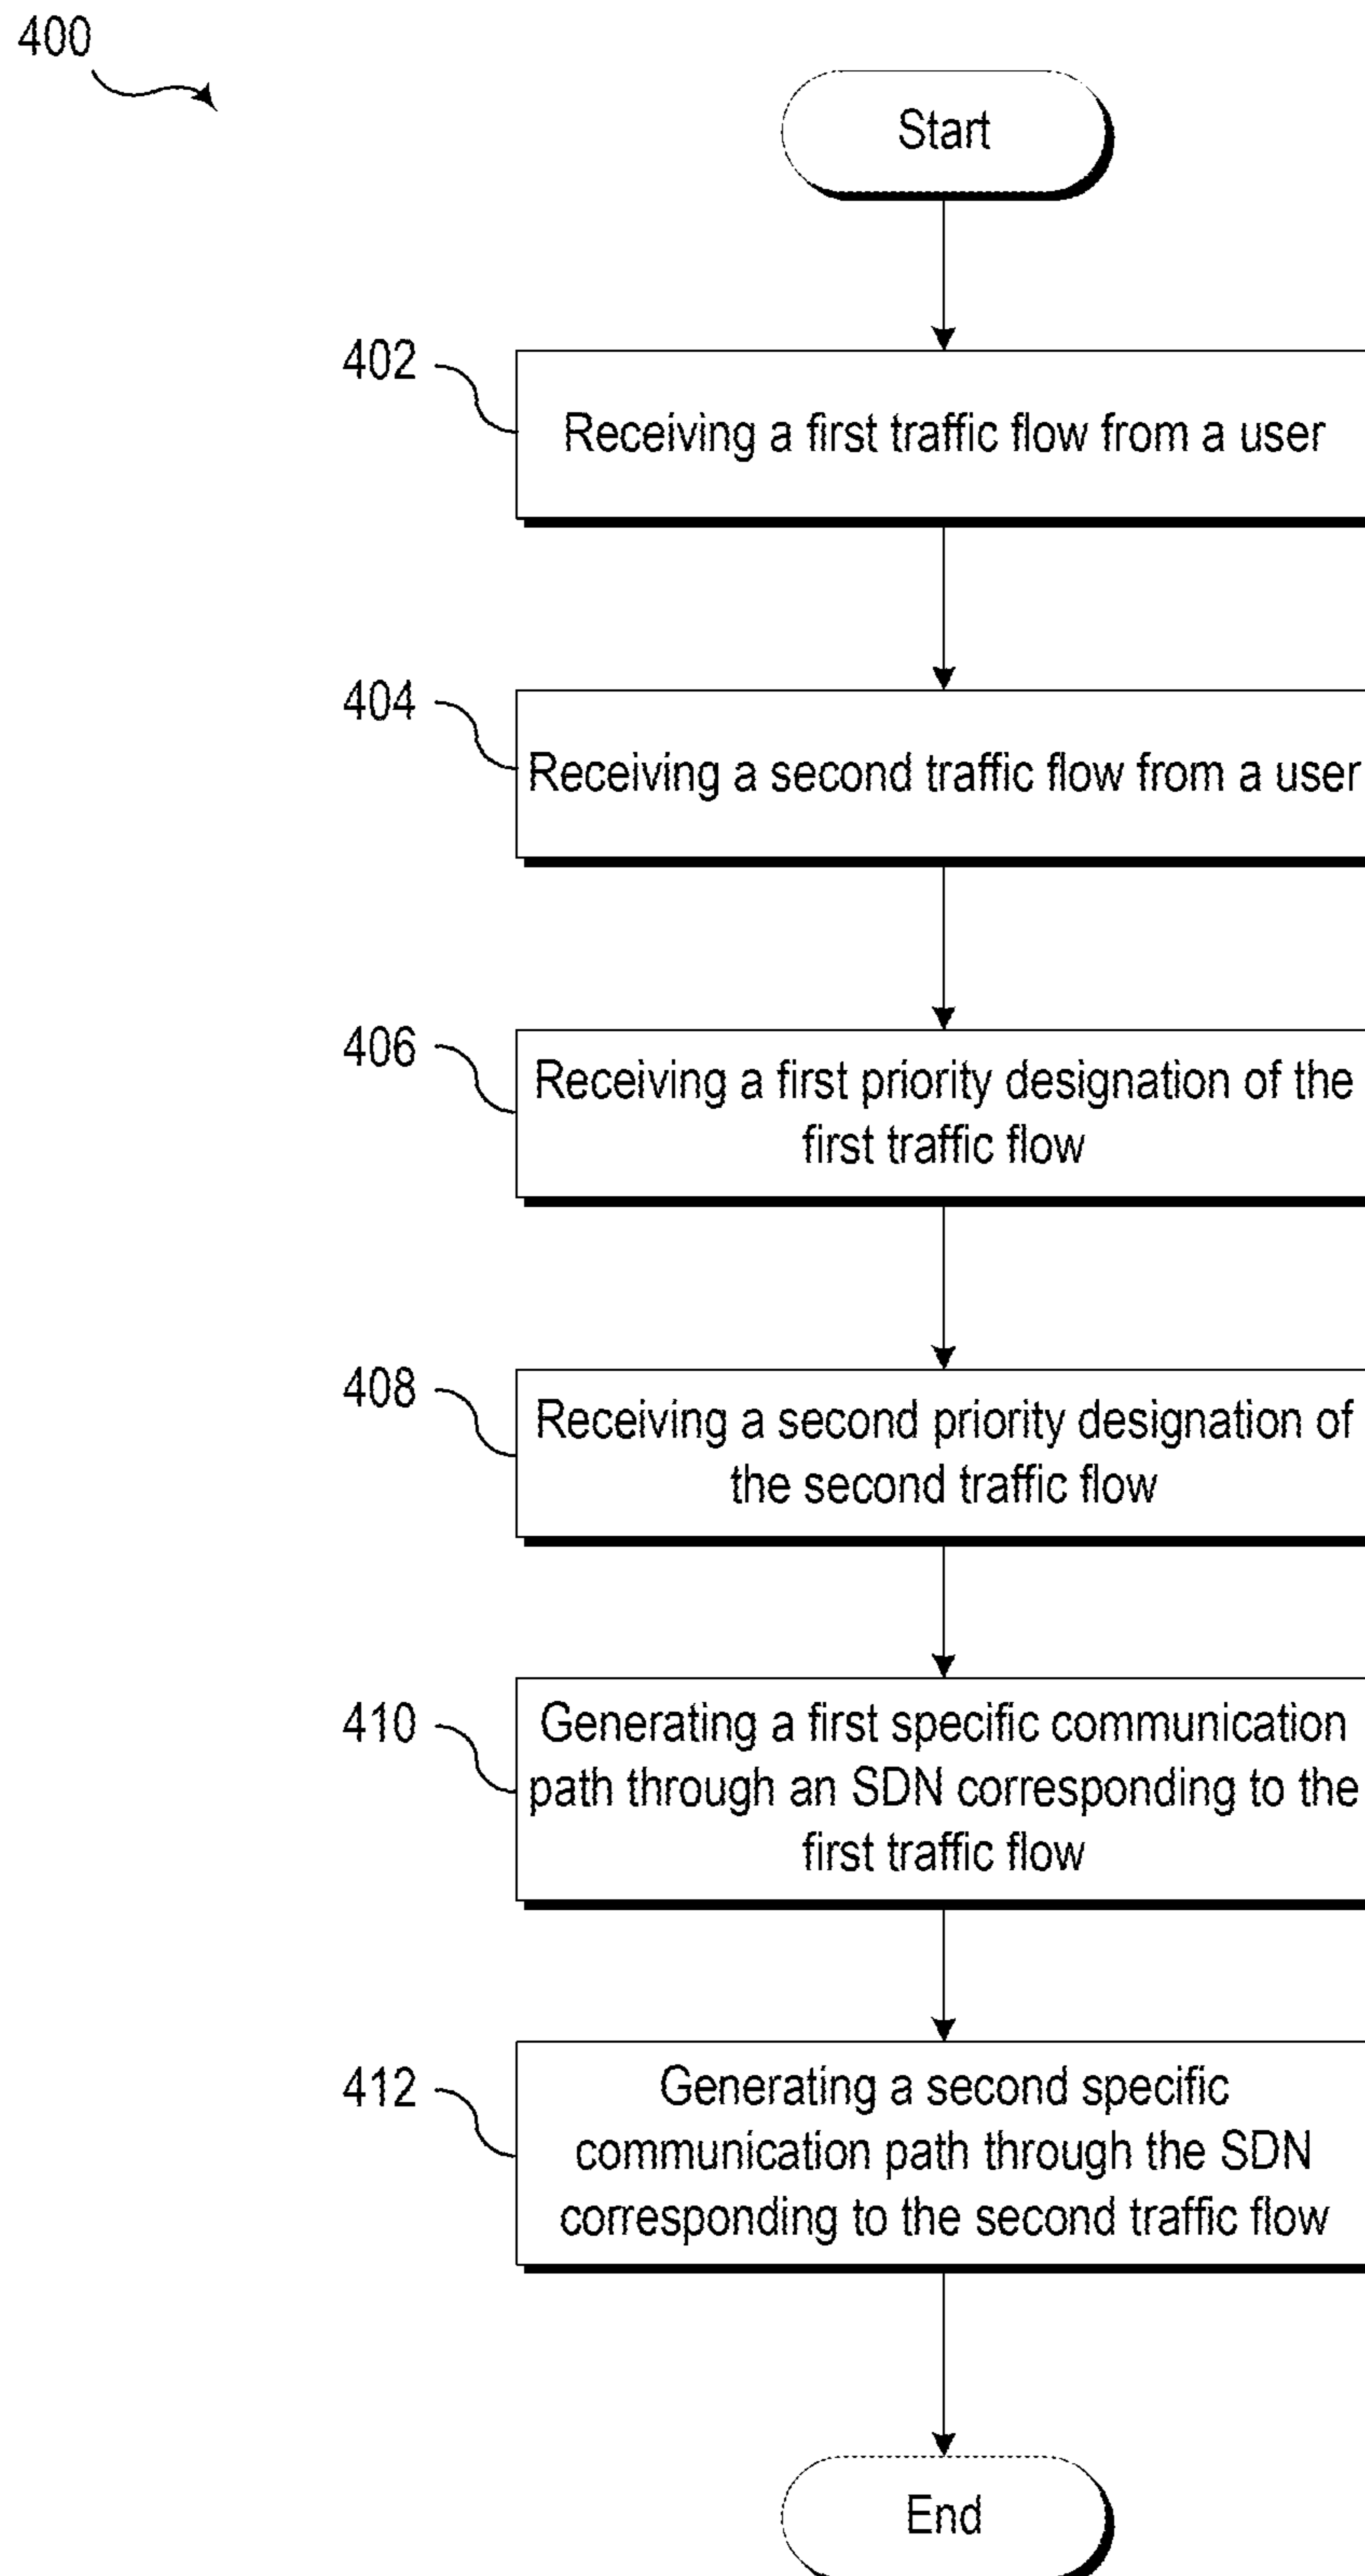 400
Start
402
Receiving a first traffic flow from a user
404
Receiving a second traffic flow from a user
406
Receiving a first priority designation of the
first traffic flow
408
Receiving a second priority designation of
the second traffic flow
410
Generating a first specific communication
path through an SDN corresponding to the
first traffic flow
412
Generating a second specific
communication path through the SDN
corresponding to the second traffic flow
End